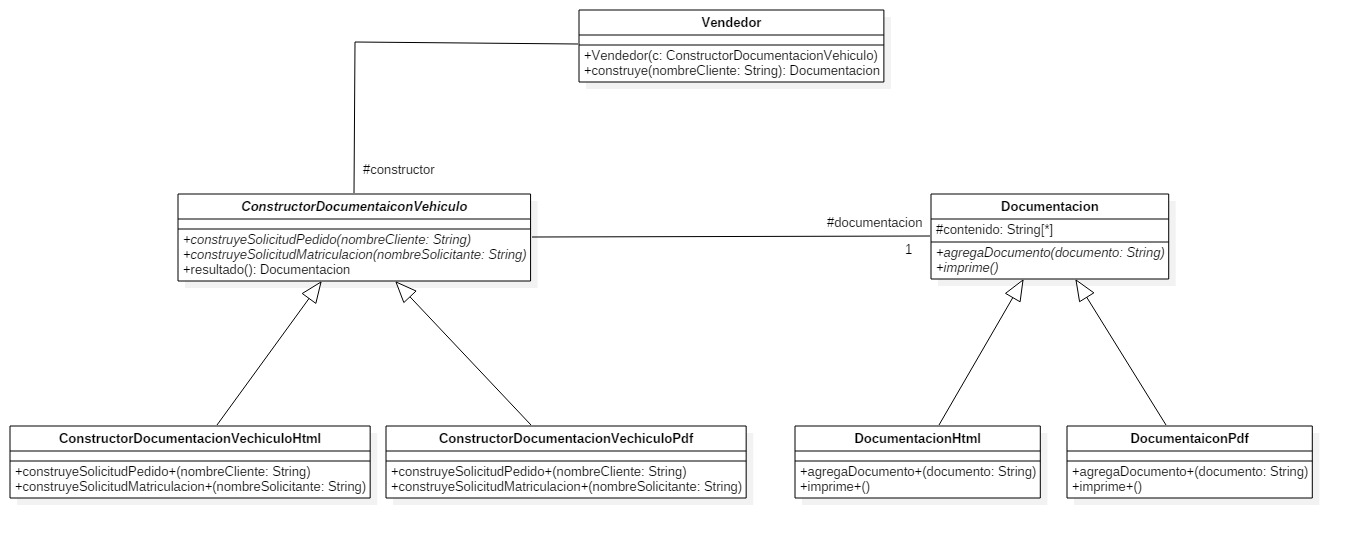 Vendedor
+Vendedor(c: ConstructorDocumentacionVehiculo)
+construye(nombreCliente: String): Documentacion
#constructor
ConstructorDocumentaiconVehiculo
+construyeSolicitudPedido(nombreCliente: String)
+construyeSolicitudMatriculacion(nombreSolicitante: String)
+resultado(): Documentacion
#documentacion
1
Documentacion
#contenido: String[*]
+agregaDocumento(documento: String)
+imprime()
ConstructorDocumentacionVechiculoHtml
+construyeSolicitudPedido+(nombreCliente: String)
+construyeSolicitudMatriculacion+(nombreSolicitante: String)
ConstructorDocumentacionVechiculoPdf
+construyeSolicitudPedido+(nombreCliente: String)
+construyeSolicitudMatriculacion+(nombreSolicitante: String)
DocumentacionHtml
+agregaDocumento+(documento: String)
+imprime+()
DocumentaiconPdf
+agregaDocumento+(documento: String)
+imprime+()